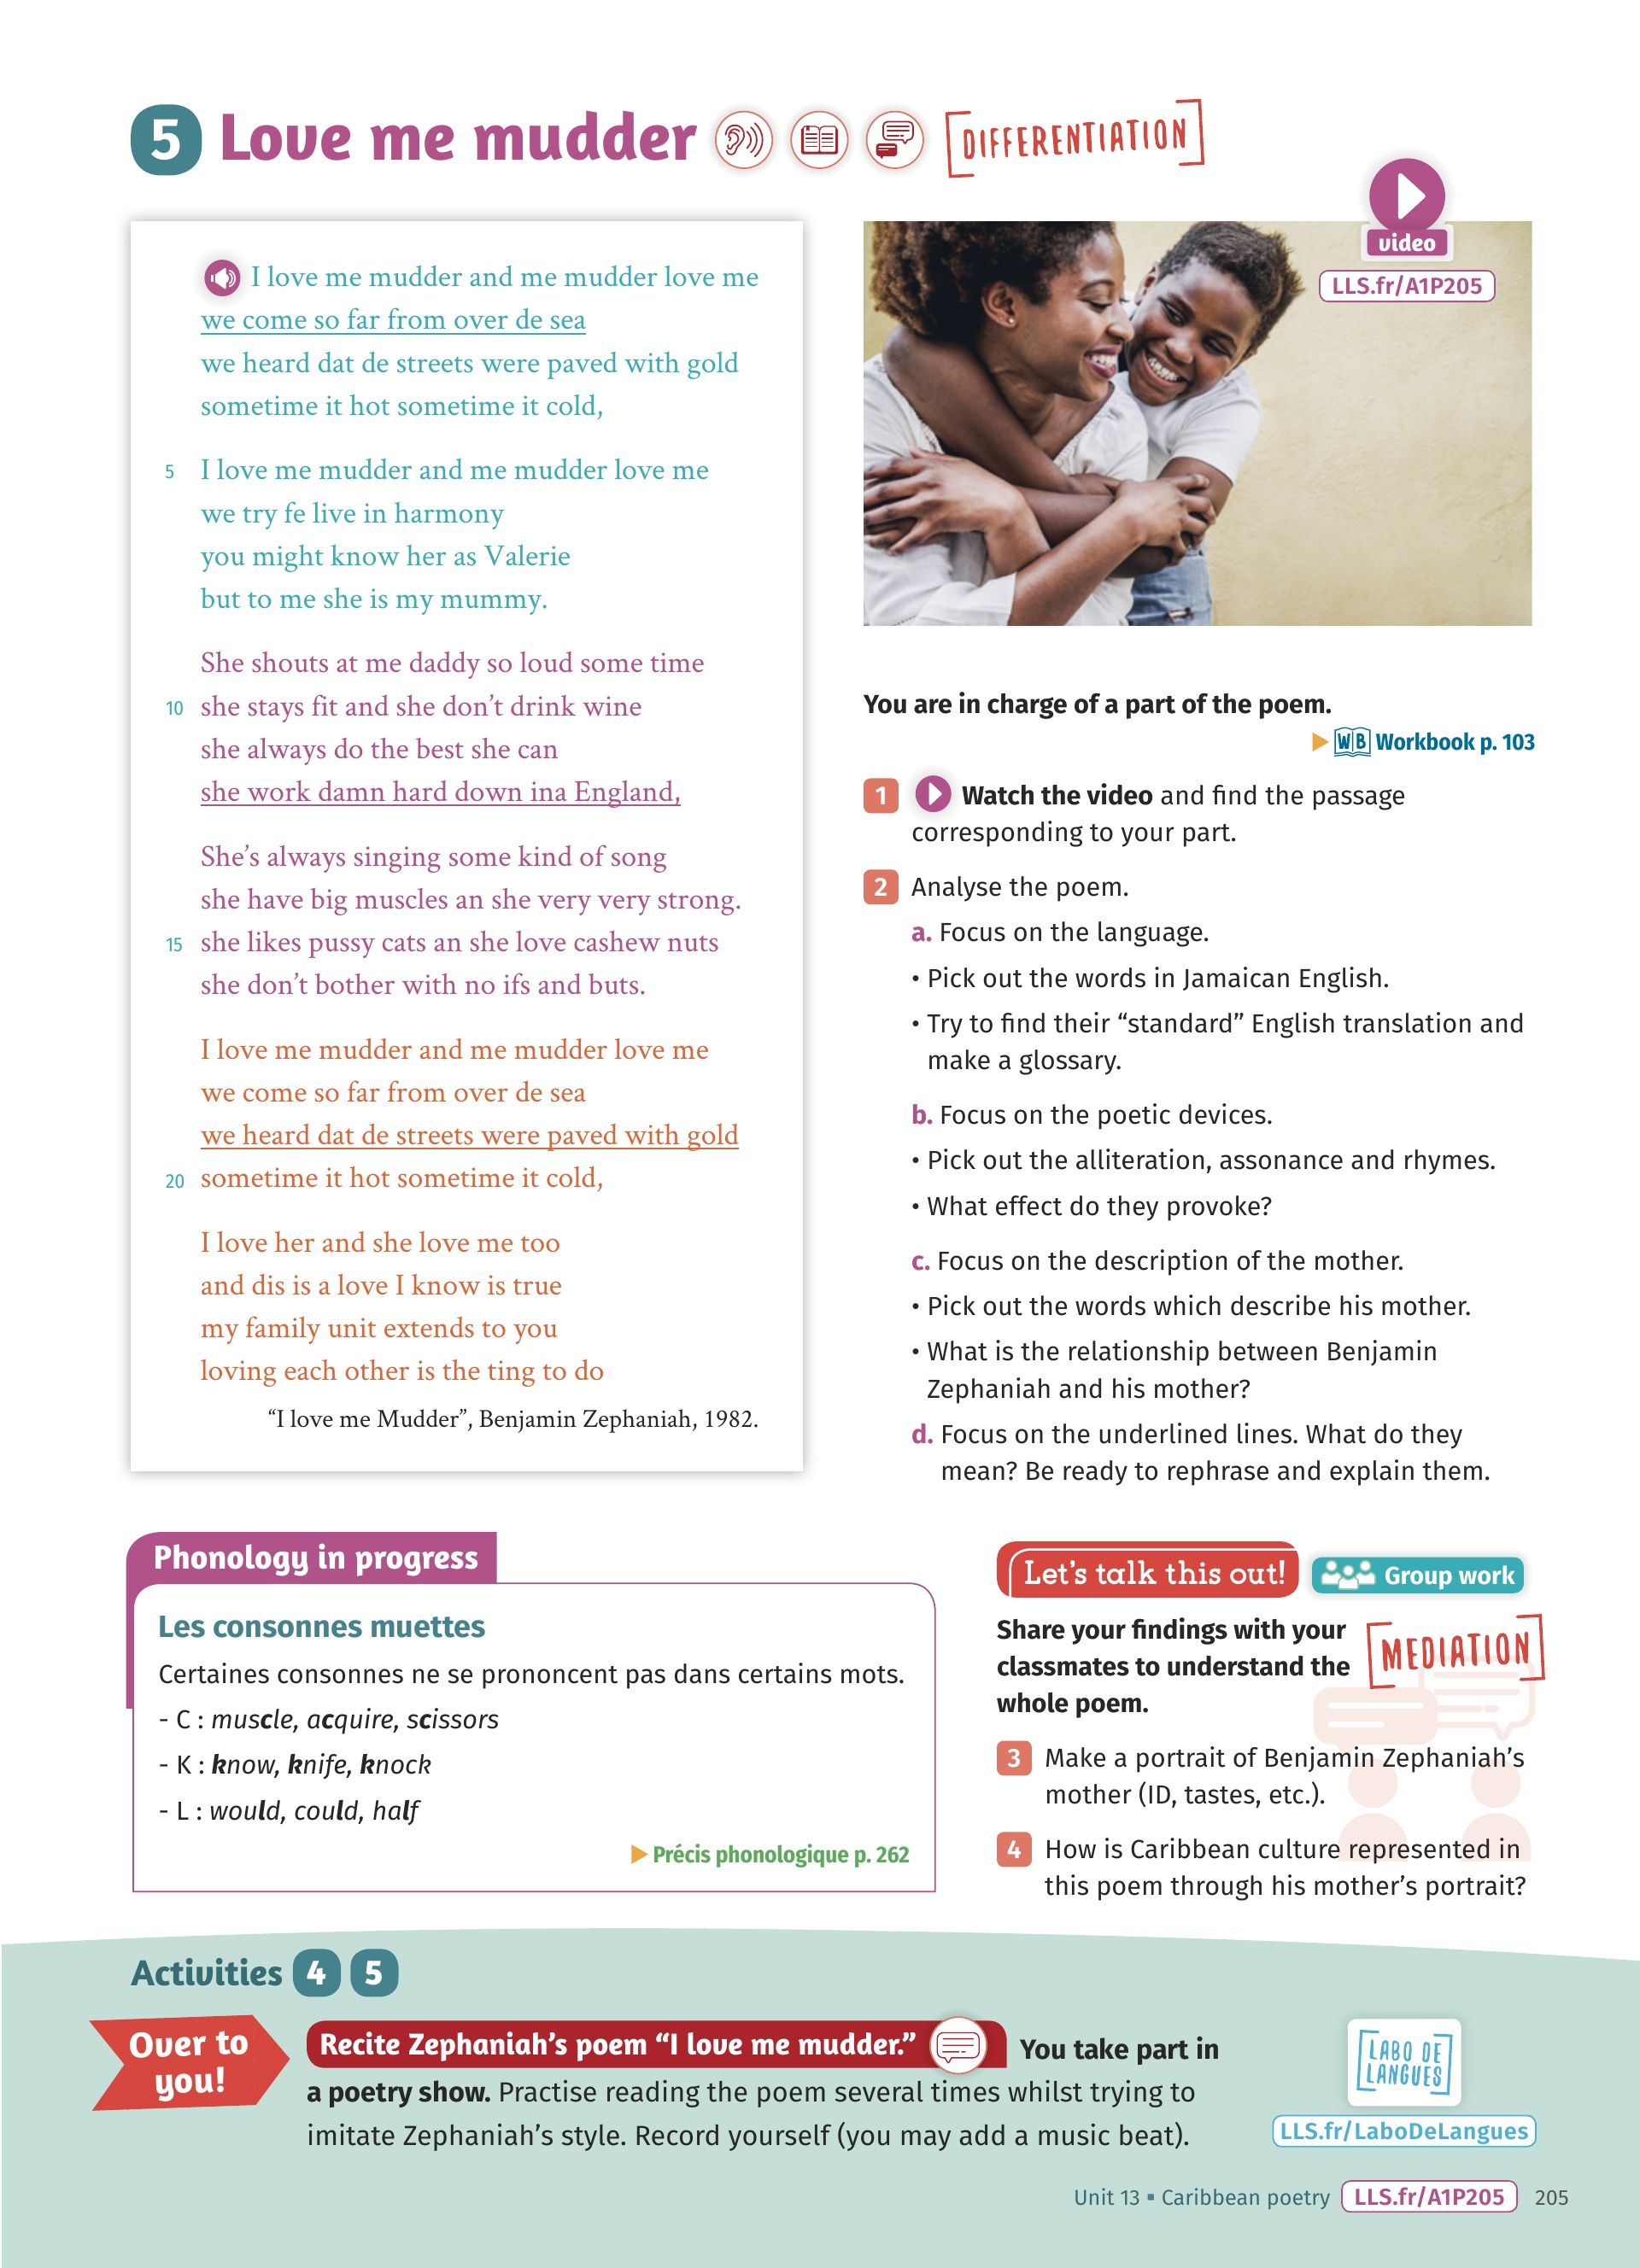 5 Love me mudder
DIFFERENTIATION
I love me mudder and me mudder love me
we come so far from over de sea
we heard dat de streets were paved with gold
sometime it hot sometime it cold,
5 I love me mudder and me mudder love me
we try fe live in harmony
you might know her as Valerie
but to me she is my mummy.
She shouts at me daddy so loud some time
10 she stays fit and she don't drink wine
she always do the best she can
she work damn hard down ina England,
She's always singing some kind of song
she have big muscles an she very very strong.
15 she likes pussy cats an she love cashew nuts
she don't bother with no ifs and buts.
I love me mudder and me mudder love me
we come so far from over de sea
we heard dat de streets were paved with gold
20 sometime it hot sometime it cold,
I love her and she love me too
and dis is a love I know is true
my family unit extends to you
loving each other is the ting to do
“I love me Mudder”, Benjamin Zephaniah, 1982.
video
LLS.fr/A1P205
You are in charge of a part of the poem.
WB Workbook p. 103
1 Watch the video and find the passage
corresponding to your part.
2 Analyse the poem.
a. Focus on the language.
• Pick out the words in Jamaican English.
• Try to find their “standard” English translation and
make a glossary.
b. Focus on the poetic devices.
• Pick out the alliteration, assonance and rhymes.
• What effect do they provoke?
c. Focus on the description of the mother.
• Pick out the words which describe his mother.
• What is the relationship between Benjamin
Zephaniah and his mother?
d. Focus on the underlined lines. What do they
mean? Be ready to rephrase and explain them.
Phonology in progress
Les consonnes muettes
Certaines consonnes ne se prononcent pas dans certains mots.
- C : muscle, acquire, scissors
- K : know, knife, knock
- L : would, could, half
Précis phonologique p. 262
Let's talk this out! Group work
MEDIATION
Share your findings with your
classmates to understand the
whole poem.
3 Make a portrait of Benjamin Zephaniah's
mother (ID, tastes, etc.).
4 How is Caribbean culture represented in
this poem through his mother's portrait?
Activities 4 5
Over to
you!
Recite Zephaniah's poem “I love me mudder.” You take part in
a poetry show. Practise reading the poem several times whilst trying to
imitate Zephaniah's style. Record yourself (you may add a music beat).
LABO DE
LANGUES
LLS.fr/LaboDeLangues
Unit 13 ▪ Caribbean poetry LLS.fr/A1P205 205